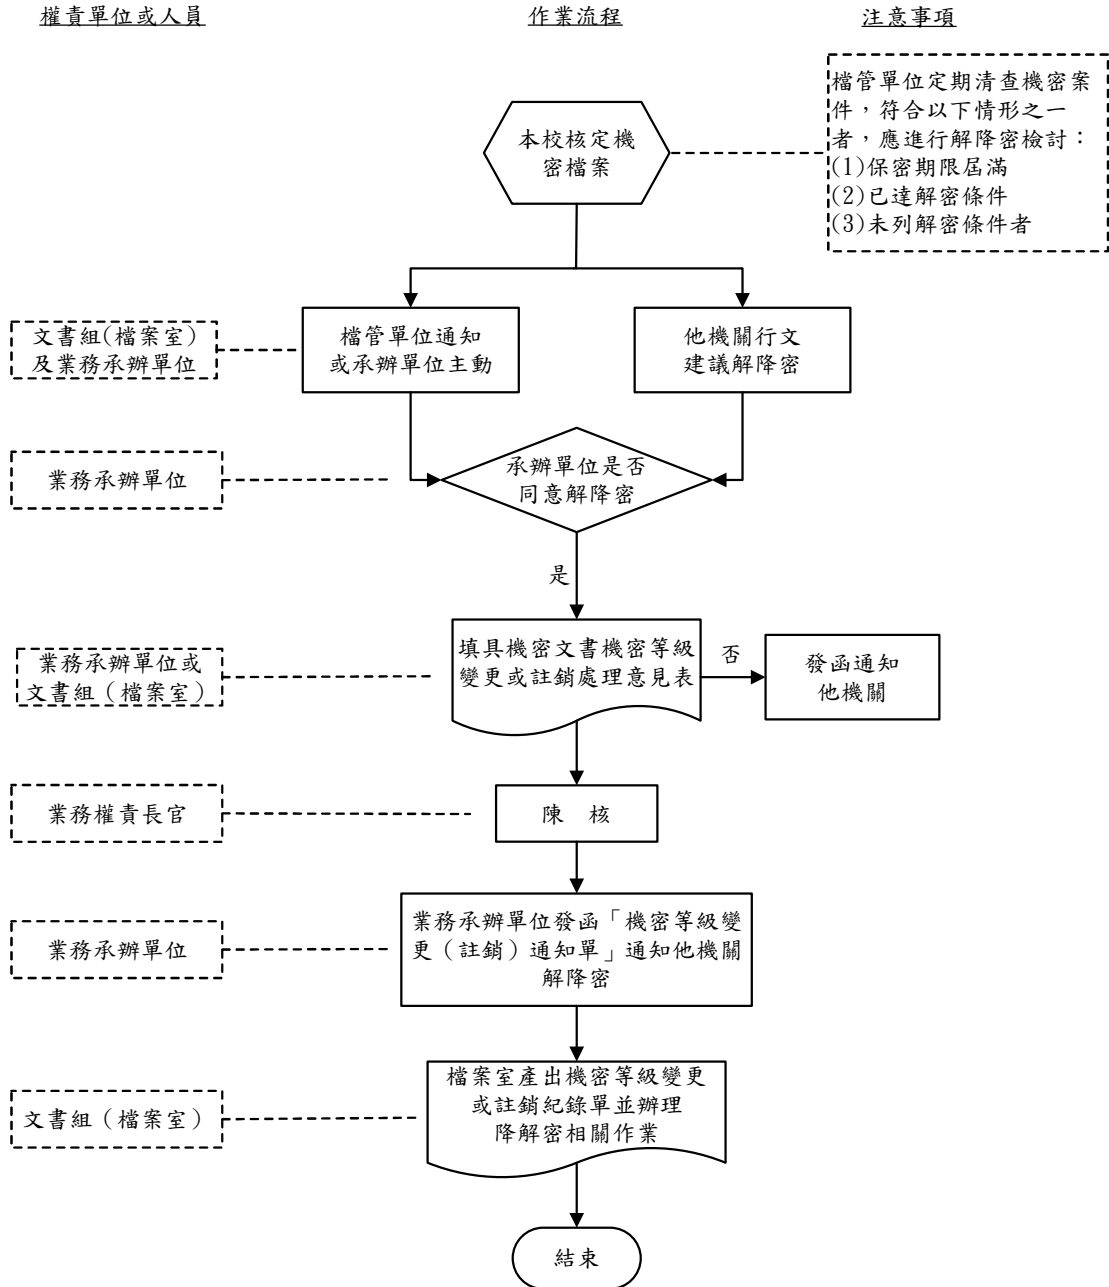 權責單位或人員
作業流程
注意事項
檔管單位定期清查機密案
件，符合以下情形之一
者，應進行解降密檢討：
(1)保密期限屆滿
(2)已達解密條件
(3)未列解密條件者
本校核定機
密檔案
文書組(檔案室)
及業務承辦單位
檔管單位通知
或承辦單位主動
他機關行文
建議解降密
業務承辦單位
承辦單位是否
同意解降密
是
業務承辦單位或
文書組（檔案室）
填具機密文書機密等級
變更或註銷處理意見表
否
發函通知
他機關
業務權責長官
陳　核
業務承辦單位
業務承辦單位發函「機密等級變
更（註銷）通知單」通知他機關
解降密
文書組（檔案室）
檔案室產出機密等級變更
或註銷紀錄單並辦理
降解密相關作業
結束